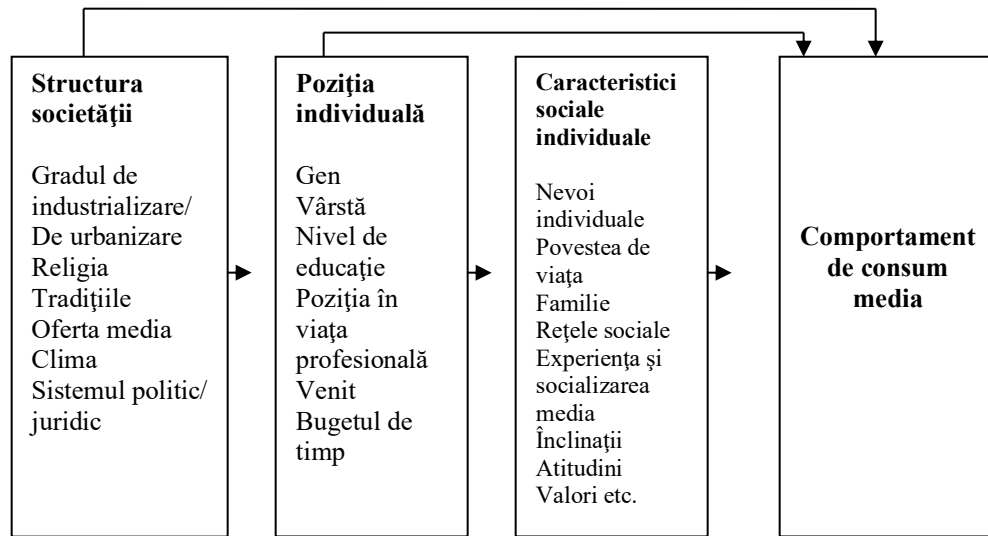 Structura
societăţii
Gradul de
industrializare/
De urbanizare
Religia
Tradiţiile
Oferta media
Clima
Sistemul politic/
juridic
Poziţia
individuală
Gen
Vârstă
Nivel de
educaţie
Poziţia în
viaţa
profesională
Venit
Bugetul de
timp
Caracteristici
sociale
individuale
Nevoi
individuale
Povestea de
viaţa
Familie
Reţele sociale
Experienţa şi
socializarea
media
Înclinaţii
Atitudini
Valori etc.
Comportament
de consum
media